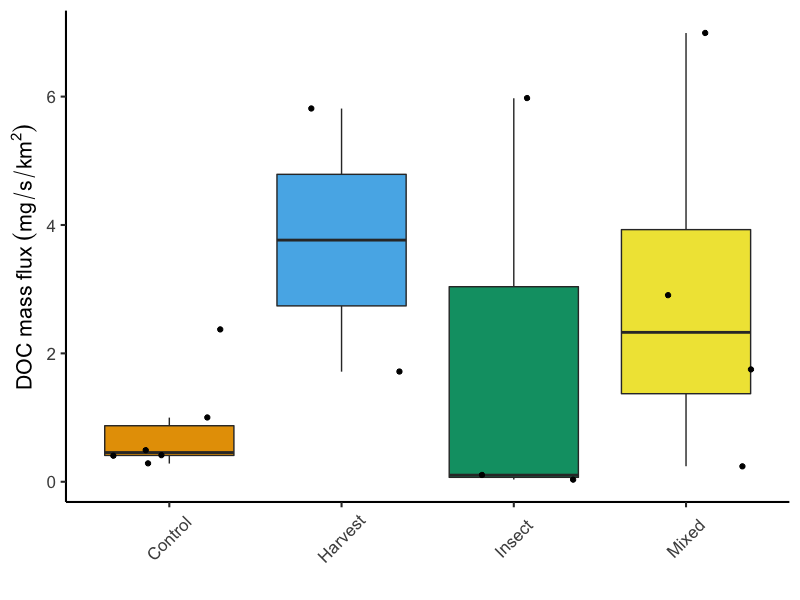 DOC mass flux (mg/s/km²)
6
4
2
0
Control
Harvest
Insect
Mixed